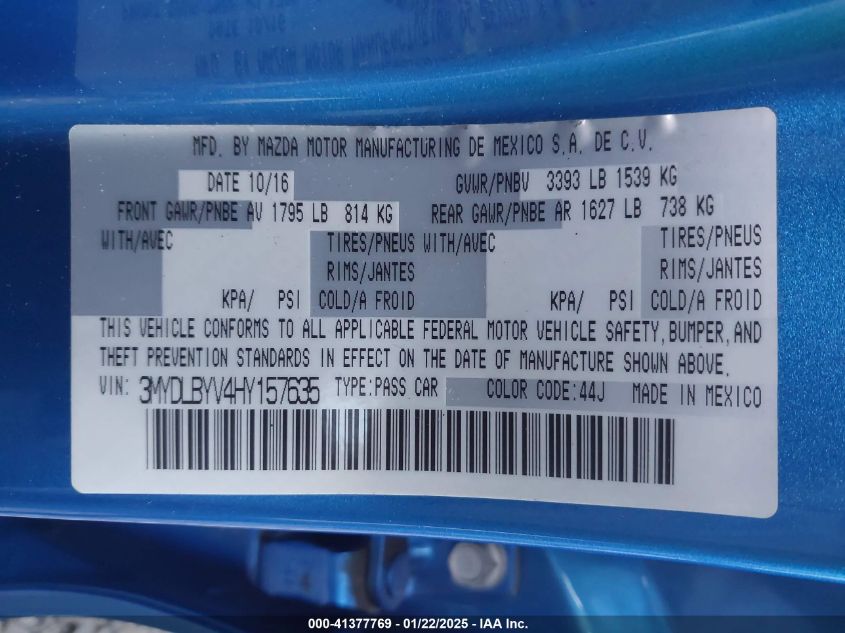 MFD. BY MAZDA MOTOR MANUFACTURING DE MEXICO S.A. DE C.V.
DATE 10/16 GVWR/PNBV 3393 LB 1539 KG
FRONT GAWR/PNBE AV 1795 LB 814 KG REAR GAWR/PNBE AR 1627 LB 738 KG
WITH/AVEC TIRES/PNEUS WITH/AVEC TIRES/PNEUS
RIMS/JANTES RIMS/JANTES
KPA/ PSI COLD/A FROID KPA/ PSI COLD/A FROID
THIS VEHICLE CONFORMS TO ALL APPLICABLE FEDERAL MOTOR VEHICLE SAFETY, BUMPER, AND
THEFT PREVENTION STANDARDS IN EFFECT ON THE DATE OF MANUFACTURE SHOWN ABOVE.
VIN: 3MYDLBYV4HY157635 TYPE:PASS CAR COLOR CODE:44J MADE IN MEXICO
000-41377769 - 01/22/2025 - IAA Inc.